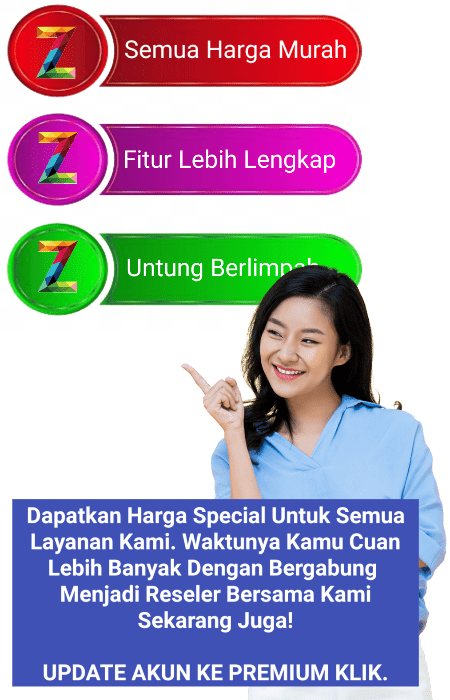 Semua Harga Murah
Fitur Lebih Lengkap
Untung Berlimpah
Dapatkan Harga Special Untuk Semua
Layanan Kami. Waktunya Kamu Cuan
Lebih Banyak Dengan Bergabung
Menjadi Reseler Bersama Kami
Sekarang Juga!
UPDATE AKUN KE PREMIUM KLIK.